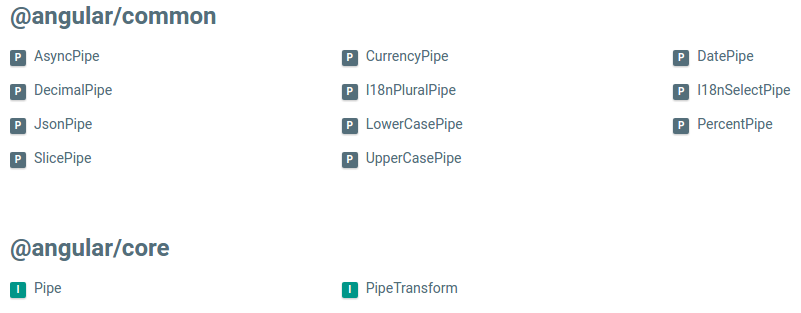 @angular/common
P AsyncPipe P CurrencyPipe P DatePipe
P DecimalPipe P I18nPluralPipe P I18nSelectPipe
P JsonPipe P LowerCasePipe P PercentPipe
P SlicePipe P UpperCasePipe
@angular/core
I Pipe I PipeTransform